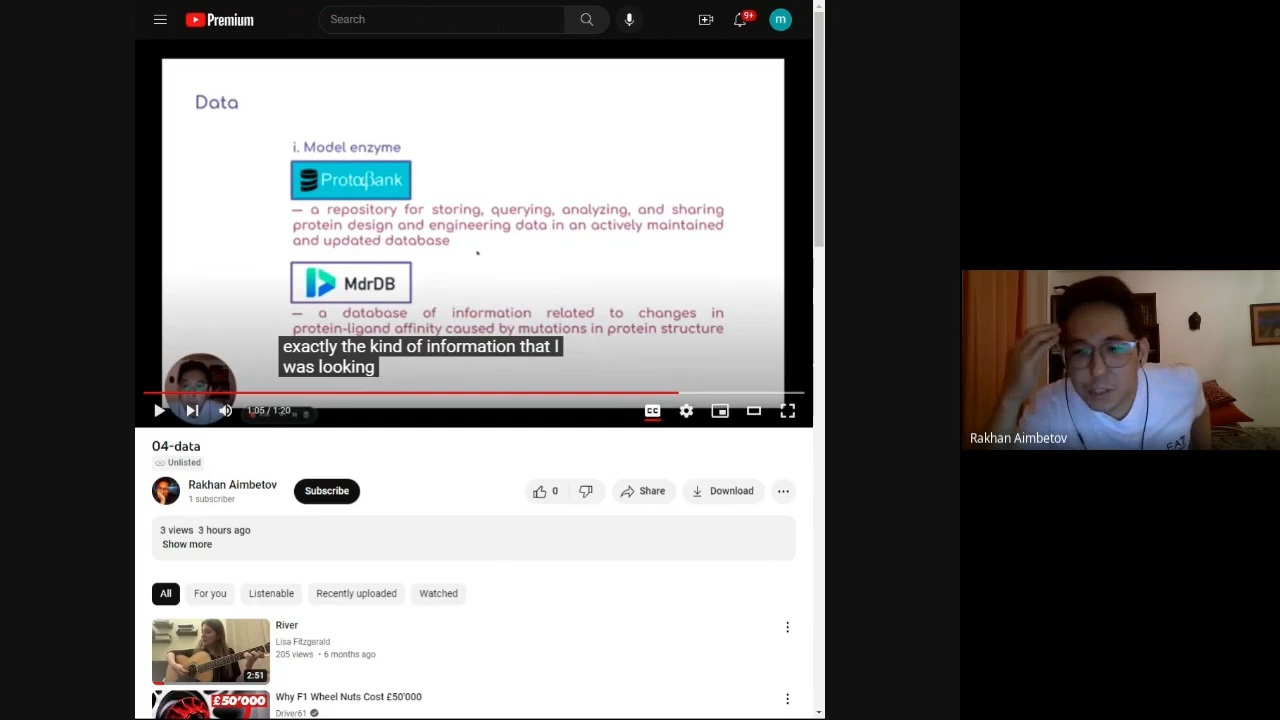 Premium
Search
9+
m
Data
i. Model enzyme
ProtaβBank
— a repository for storing, querying, analyzing, and sharing
protein design and engineering data in an actively maintained
and updated database
MdrDB
— a database of information related to changes in
protein-ligand affinity caused by mutations in protein structure
exactly the kind of information that I
was looking
1:05 / 1:20
CC
04-data
Unlisted
Rakhan Aimbetov
1 subscriber
Subscribe
0
Share
Download
3 views 3 hours ago
Show more
All
For you
Listenable
Recently uploaded
Watched
River
Lisa Fitzgerald
205 views • 6 months ago
2:51
Why F1 Wheel Nuts Cost £50'000
£50'000
Driver61
Rakhan Aimbetov